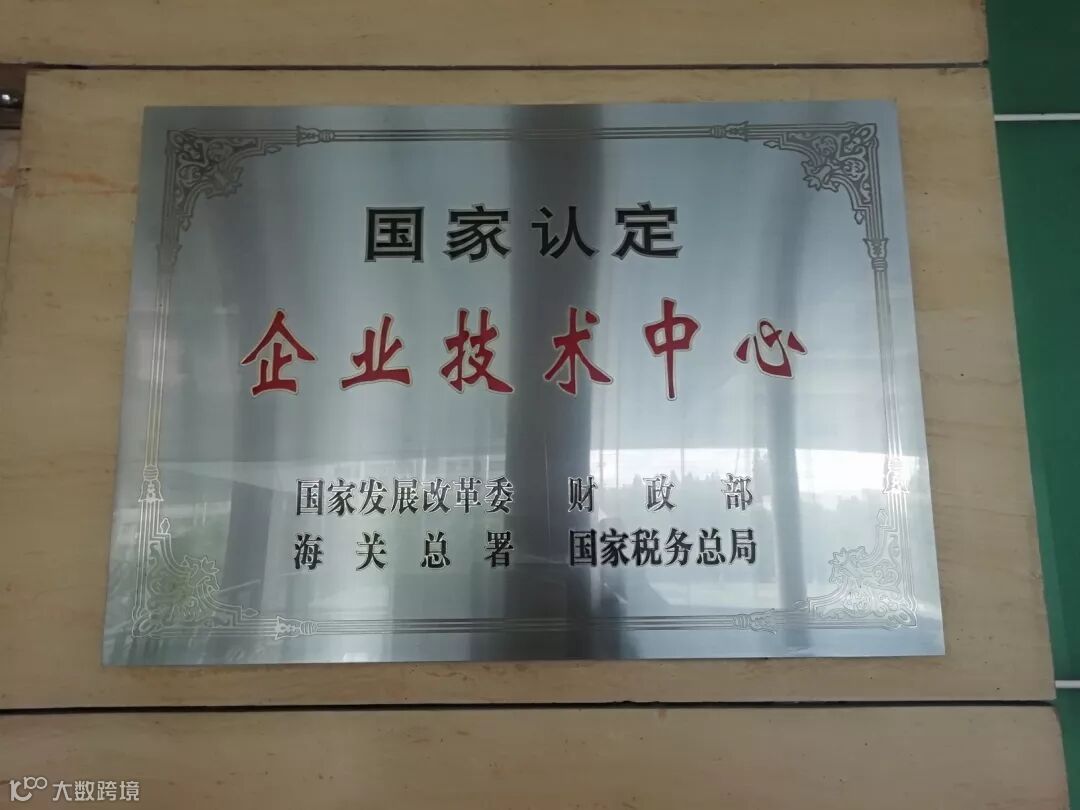 国家认定
企业技术中心
国家发展改革委 财政部
海关总署 国家税务总局
大数跨境